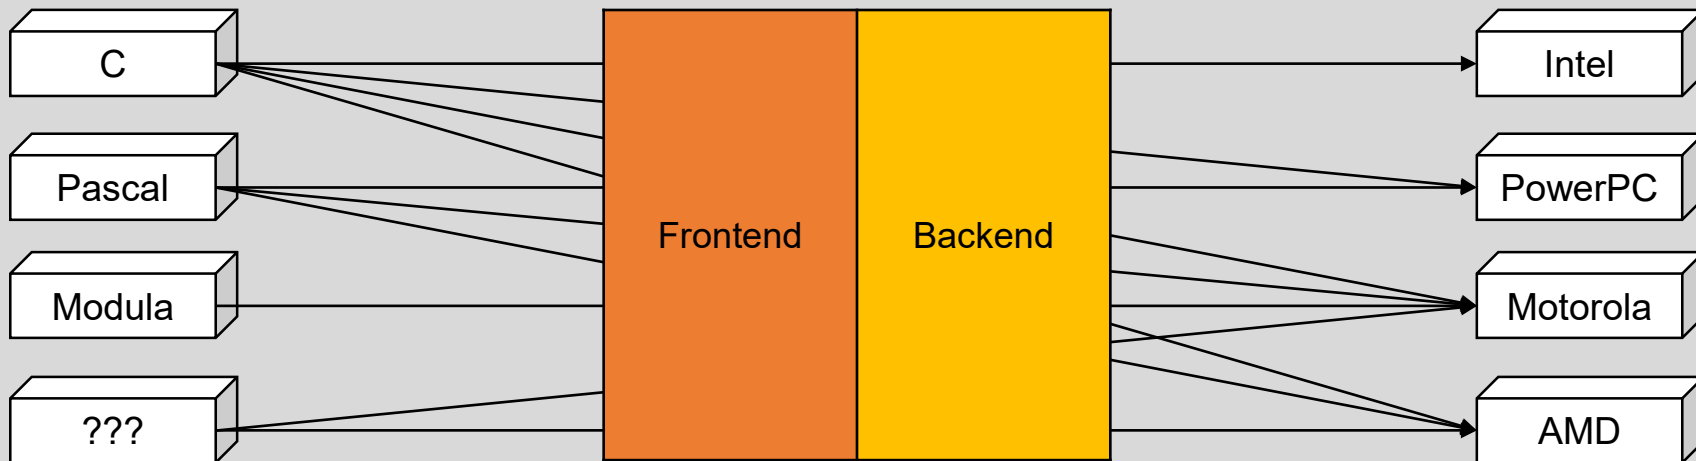 C
Pascal
Modula
???
Frontend
Backend
Intel
PowerPC
Motorola
AMD